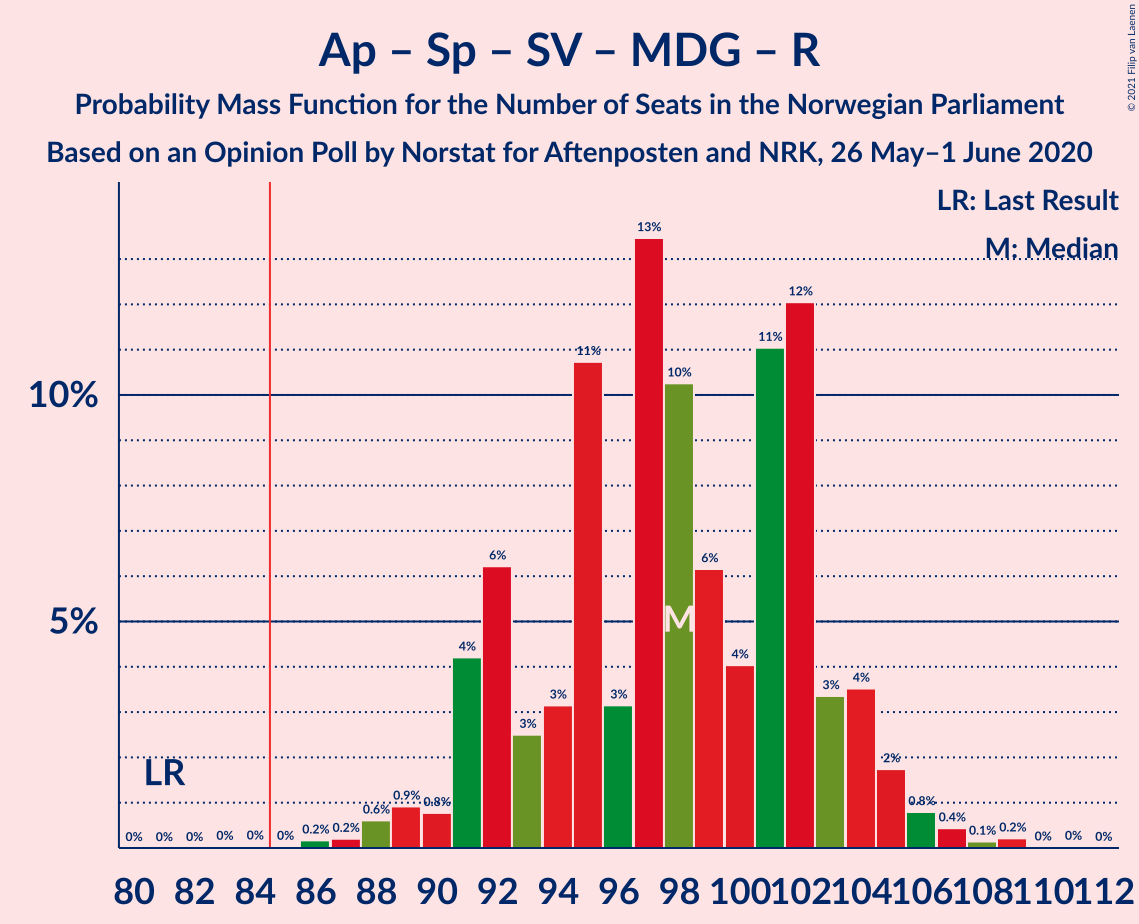 Ap – Sp – SV – MDG – R
Probability Mass Function for the Number of Seats in the Norwegian Parliament
Based on an Opinion Poll by Norstat for Aftenposten and NRK, 26 May–1 June 2020
© 2021 Filip van Laenen
LR: Last Result
M: Median
10%
5%
LR
M
0% 0% 0% 0% 0% 0% 0.2% 0.2% 0.6% 0.9% 0.8% 4% 6% 3% 3% 11% 3% 13% 10% 6% 4% 11% 12% 3% 4% 2% 0.8% 0.4% 0.1% 0.2% 0% 0% 0%
80 82 84 86 88 90 92 94 96 98 100 102 104 106 108 110 112